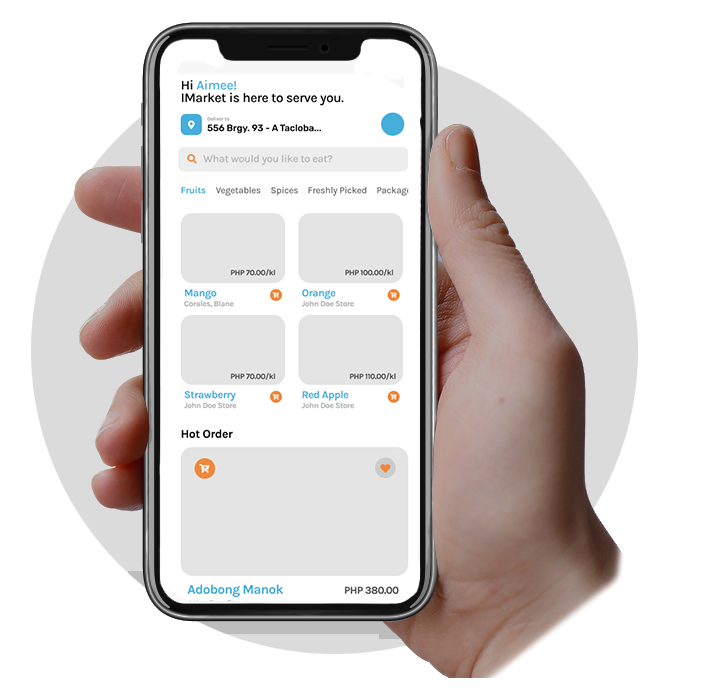 Hi Aimee!
IMarket is here to serve you.
Deliver to
556 Brgy. 93 - A Tacloba...
What would you like to eat?
Fruits Vegetables Spices Freshly Picked Package
PHP 70.00/kl PHP 100.00/kl
Mango Orange
Corales, Blane John Doe Store
PHP 70.00/kl PHP 110.00/kl
Strawberry Red Apple
John Doe Store John Doe Store
Hot Order
Adobong Manok PHP 380.00